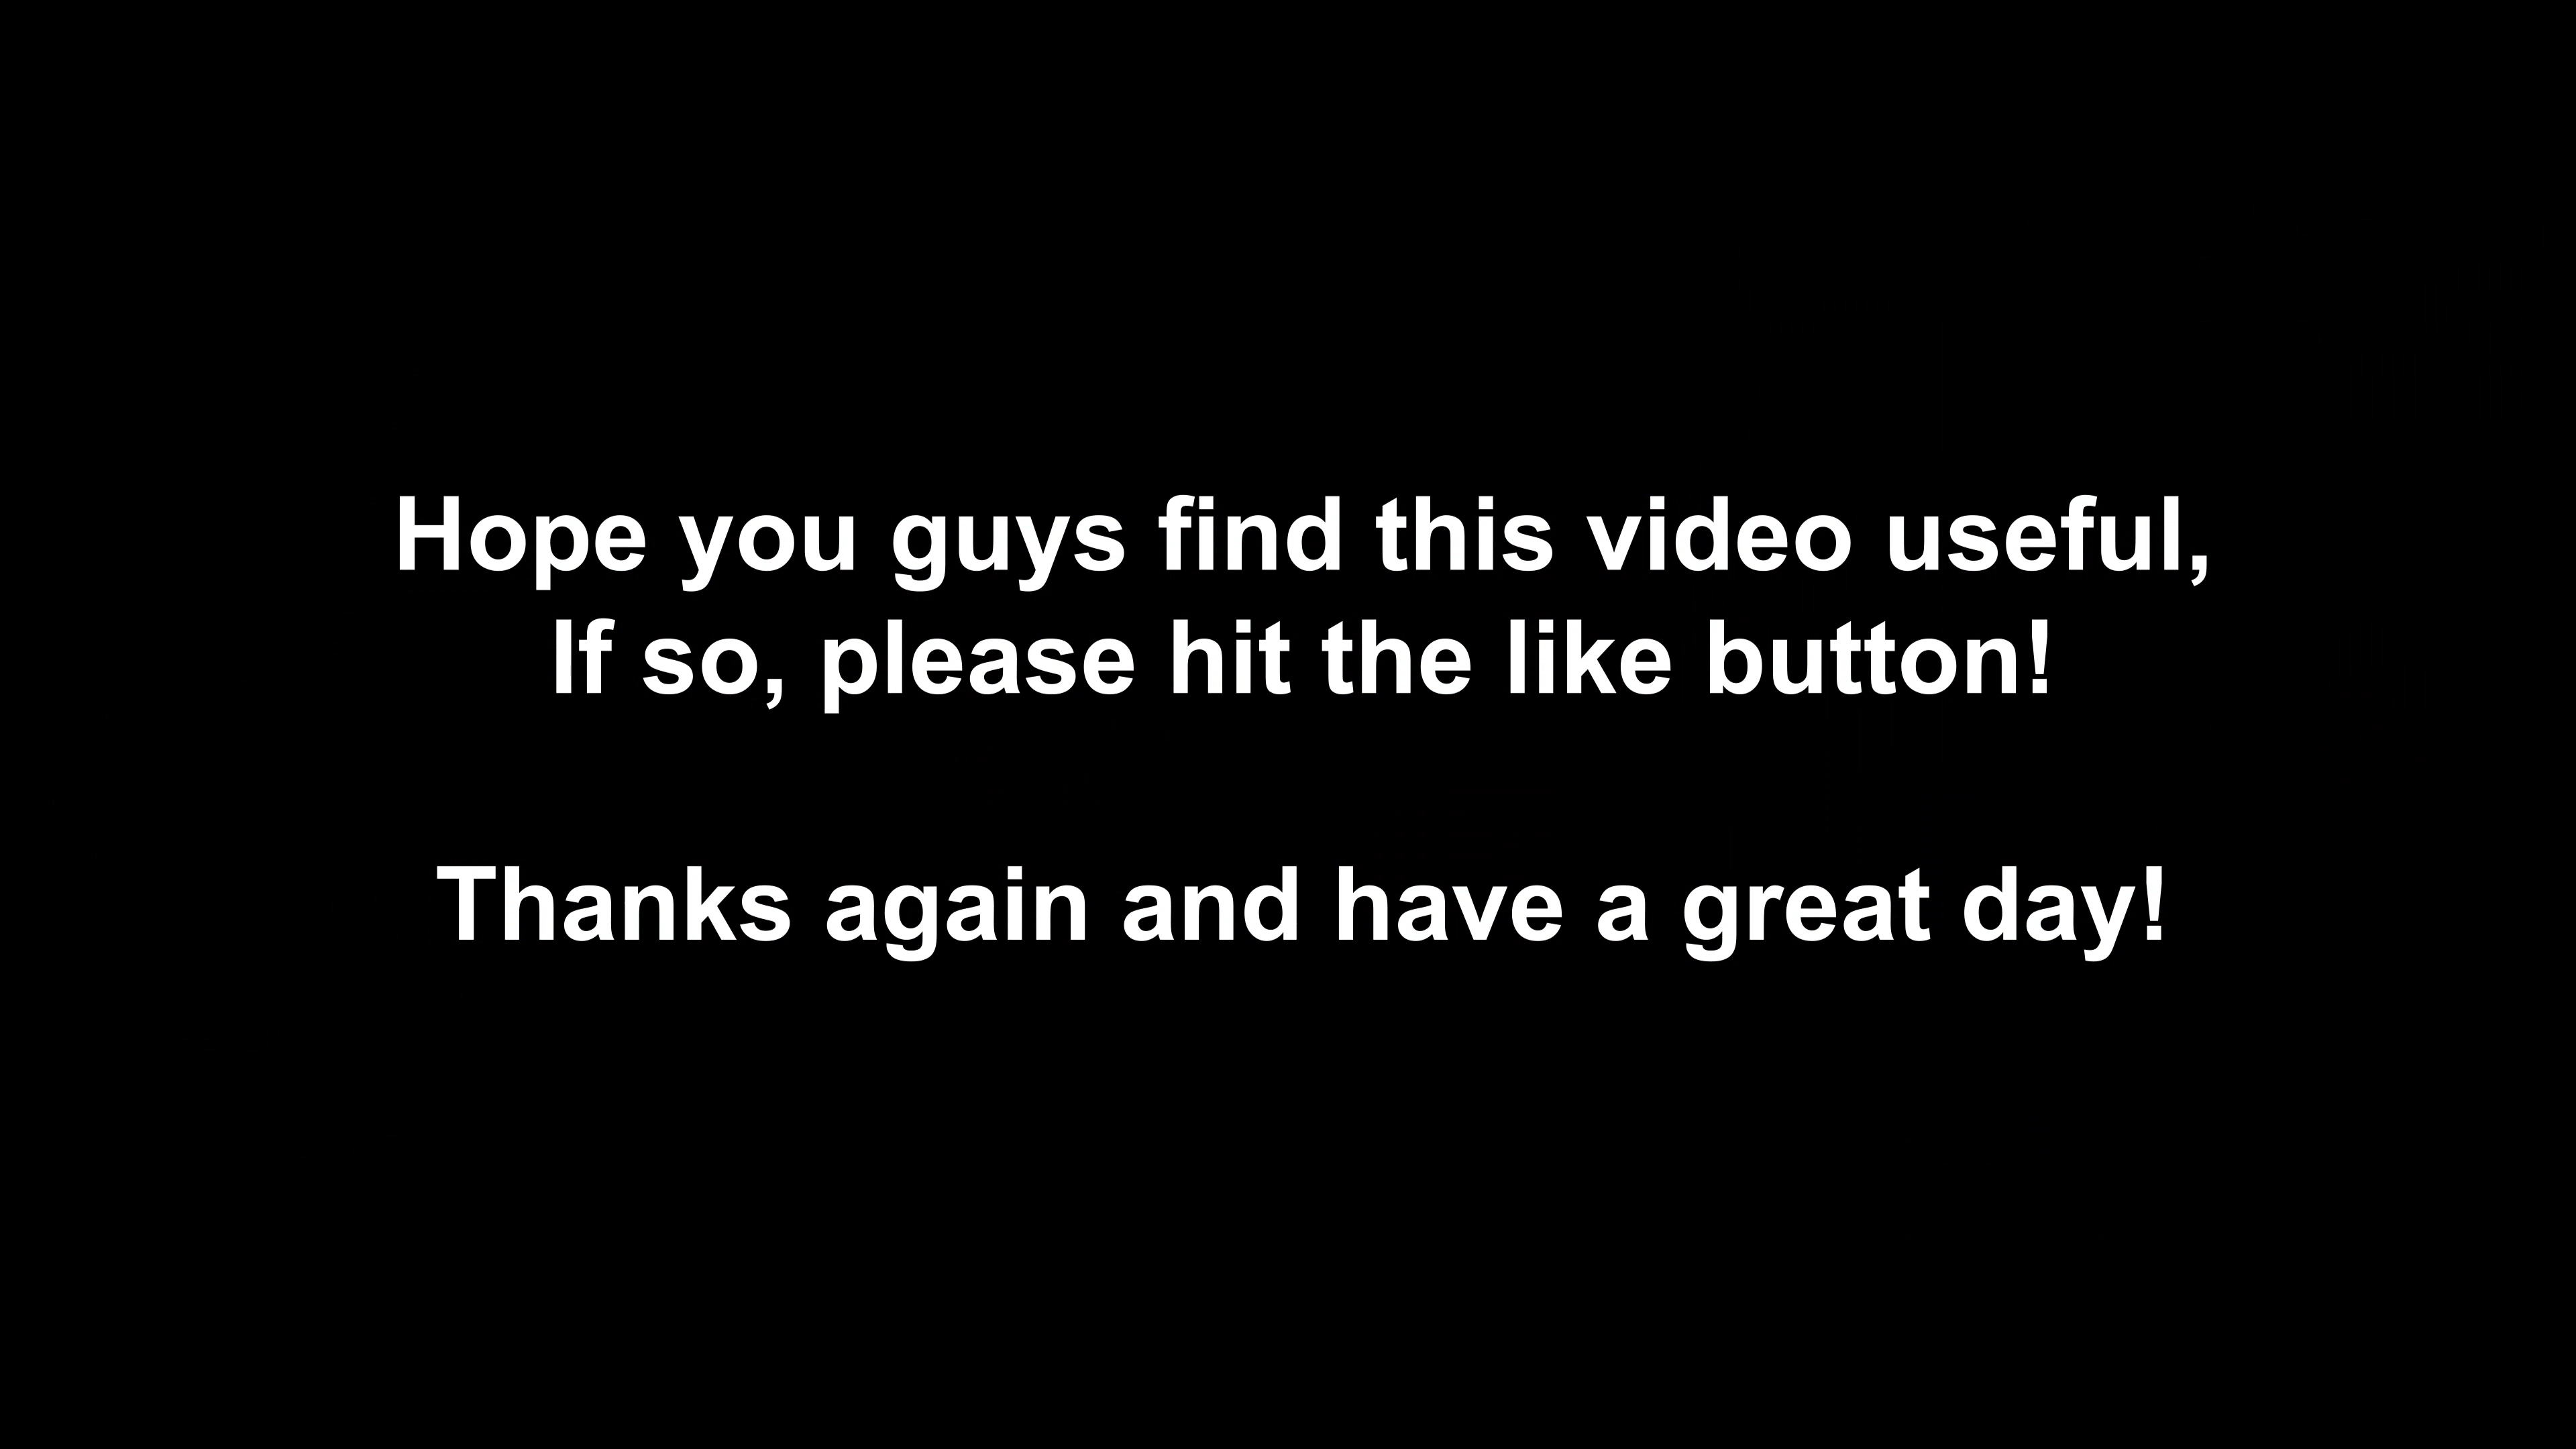 Hope you guys find this video useful,
If so, please hit the like button!
Thanks again and have a great day!